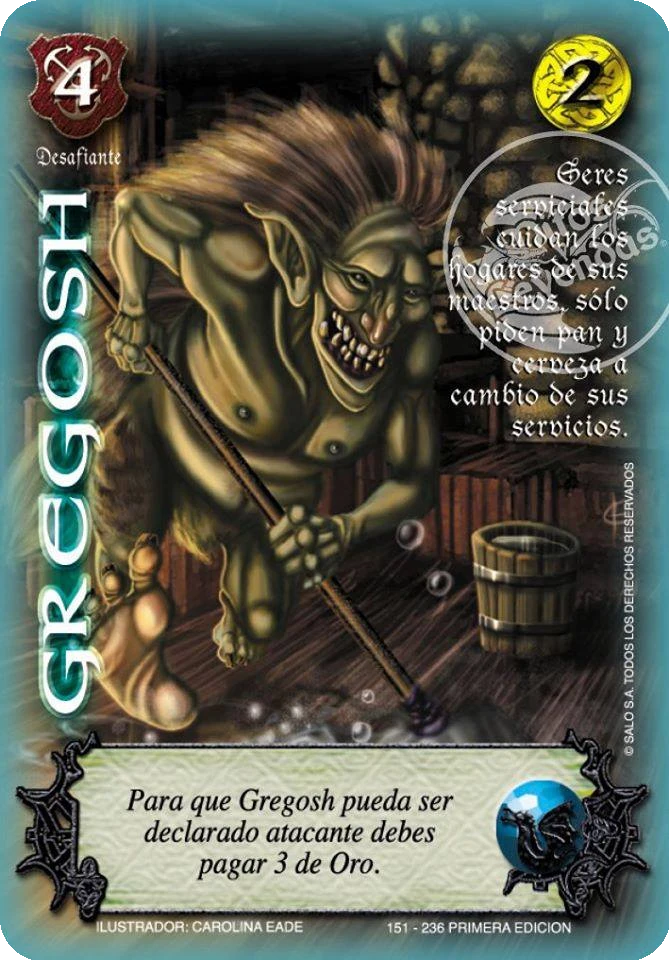 4
2
Desafiante
GREGOSH
Seres
serviciales
cuidan los
hogares de sus
maestros, sólo
piden pan y
cerveza a
cambio de sus
servicios.
© SALO S.A. TODOS LOS DERECHOS RESERVADOS
Para que Gregosh pueda ser
declarado atacante debes
pagar 3 de Oro.
ILUSTRADOR: CAROLINA EADE
151 - 236 PRIMERA EDICION